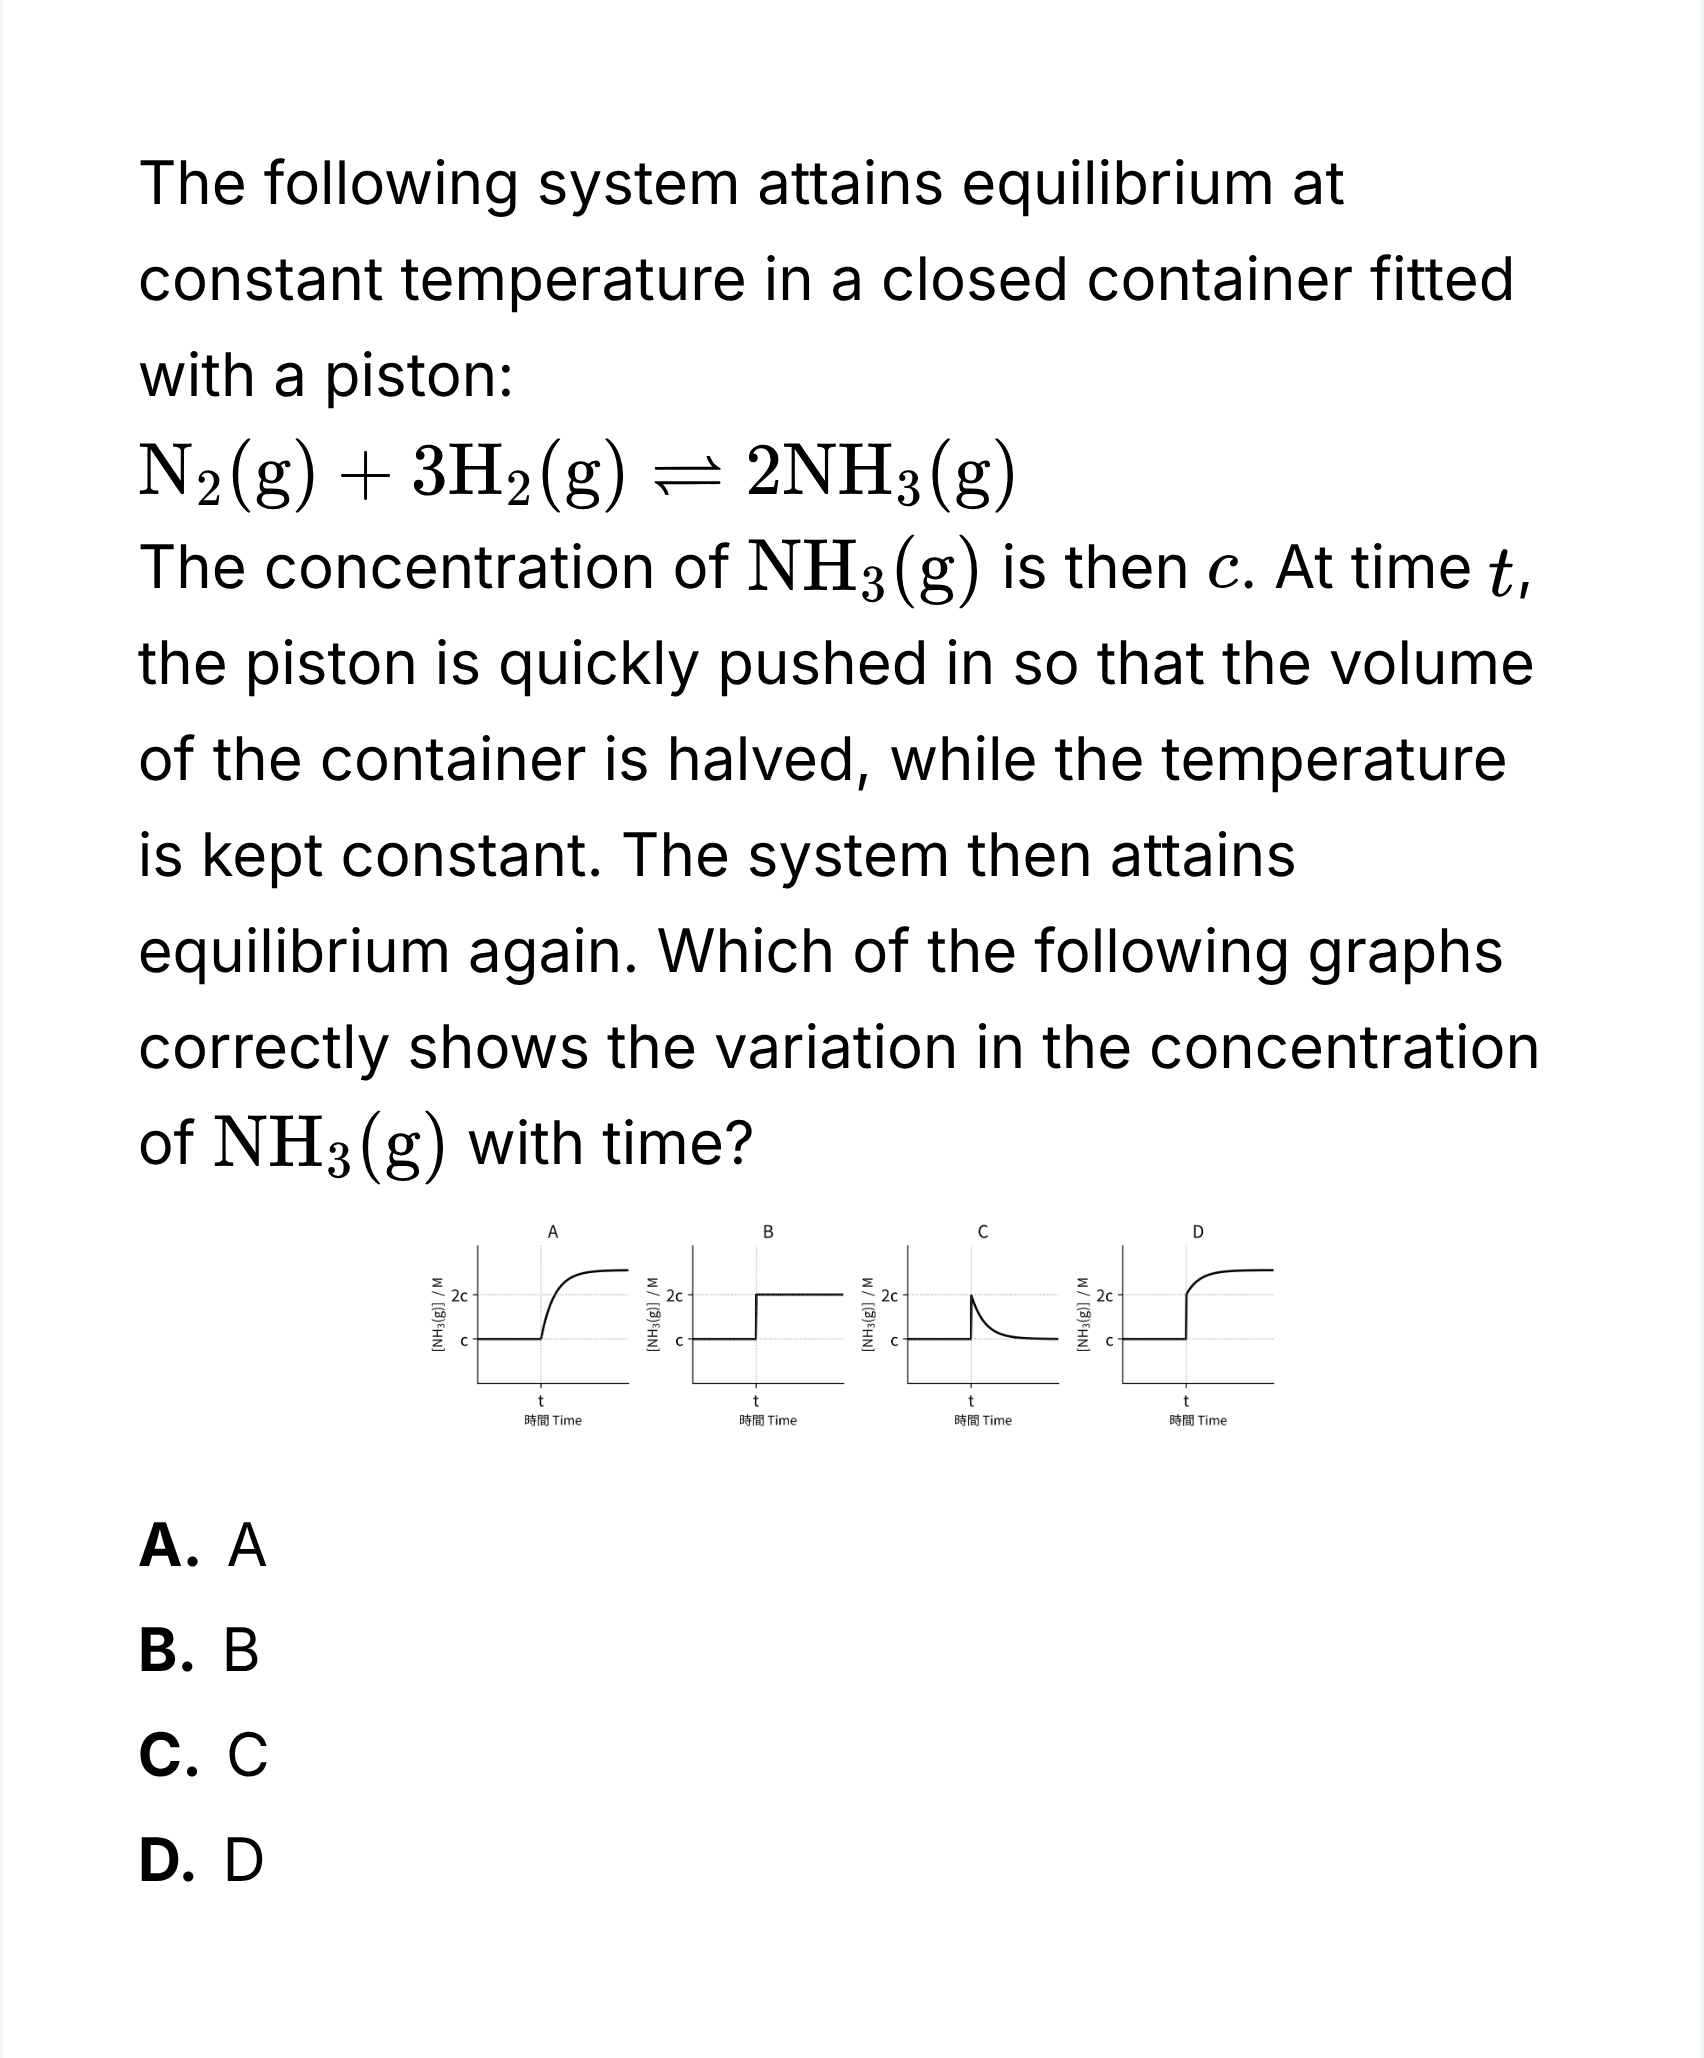 The following system attains equilibrium at
constant temperature in a closed container fitted
with a piston:
N₂(g) + 3H₂(g) ⇌ 2NH₃(g)
The concentration of NH₃(g) is then c. At time t,
the piston is quickly pushed in so that the volume
of the container is halved, while the temperature
is kept constant. The system then attains
equilibrium again. Which of the following graphs
correctly shows the variation in the concentration
of NH₃(g) with time?
A
[NH₃(g)] / M
2c
c
t
時間 Time
B
[NH₃(g)] / M
2c
c
t
時間 Time
C
[NH₃(g)] / M
2c
c
t
時間 Time
D
[NH₃(g)] / M
2c
c
t
時間 Time
A. A
B. B
C. C
D. D